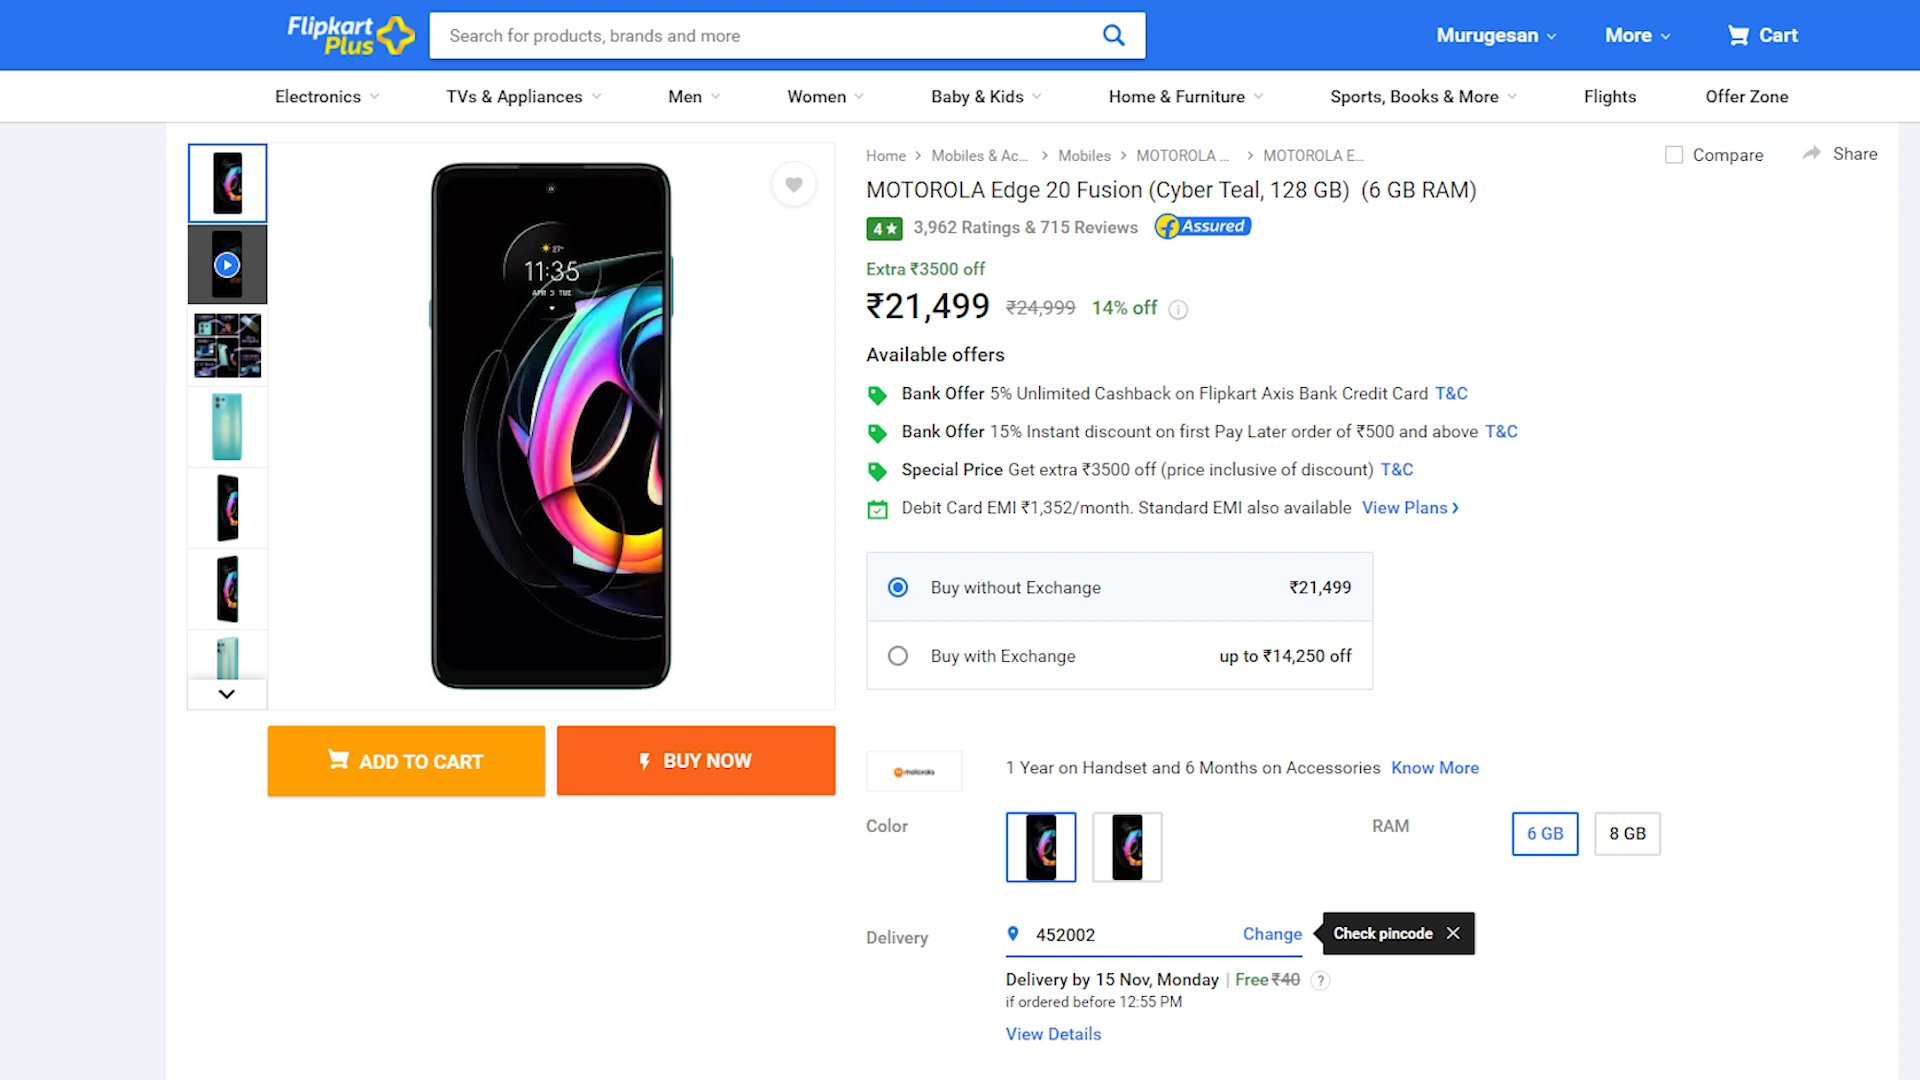 Flipkart
Plus
Search for products, brands and more
Murugesan
More
Cart
Electronics
TVs & Appliances
Men
Women
Baby & Kids
Home & Furniture
Sports, Books & More
Flights
Offer Zone
Home > Mobiles & Ac... > Mobiles > MOTOROLA ... > MOTOROLA E...
Compare
Share
MOTOROLA Edge 20 Fusion (Cyber Teal, 128 GB) (6 GB RAM)
4★ 3,962 Ratings & 715 Reviews Assured
Extra ₹3500 off
₹21,499 ₹24,999 14% off
Available offers
Bank Offer 5% Unlimited Cashback on Flipkart Axis Bank Credit Card T&C
Bank Offer 15% Instant discount on first Pay Later order of ₹500 and above T&C
Special Price Get extra ₹3500 off (price inclusive of discount) T&C
Debit Card EMI ₹1,352/month. Standard EMI also available View Plans
Buy without Exchange ₹21,499
Buy with Exchange up to ₹14,250 off
27°
11:35
APR 3 TUE
ADD TO CART
BUY NOW
motorola
1 Year on Handset and 6 Months on Accessories Know More
Color
RAM
6 GB
8 GB
Delivery
452002
Change
Check pincode
Delivery by 15 Nov, Monday | Free ₹40 ?
if ordered before 12:55 PM
View Details